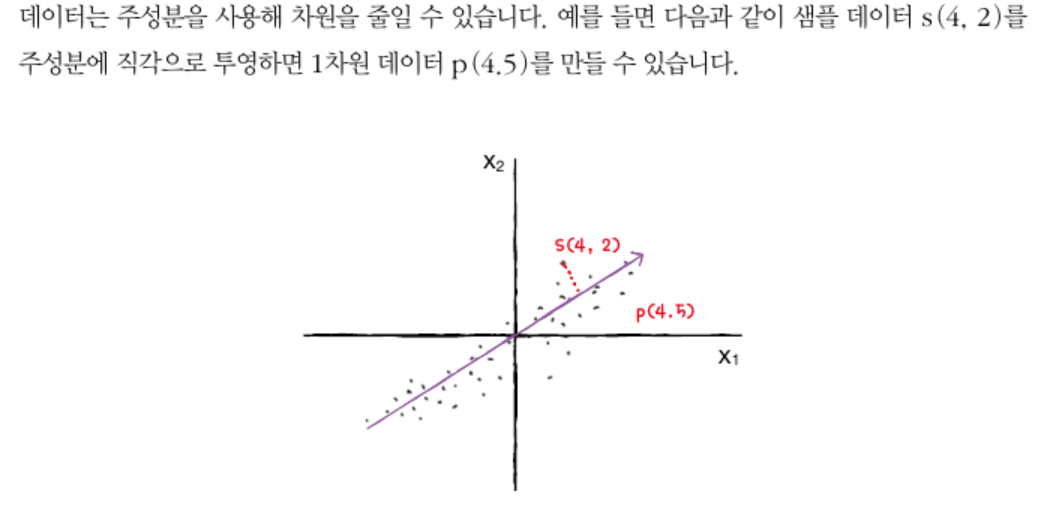 데이터는 주성분을 사용해 차원을 줄일 수 있습니다. 예를 들면 다음과 같이 샘플 데이터 s(4, 2)를
주성분에 직각으로 투영하면 1차원 데이터 p(4.5)를 만들 수 있습니다.
X₂
S(4, 2)
p(4.5)
X₁